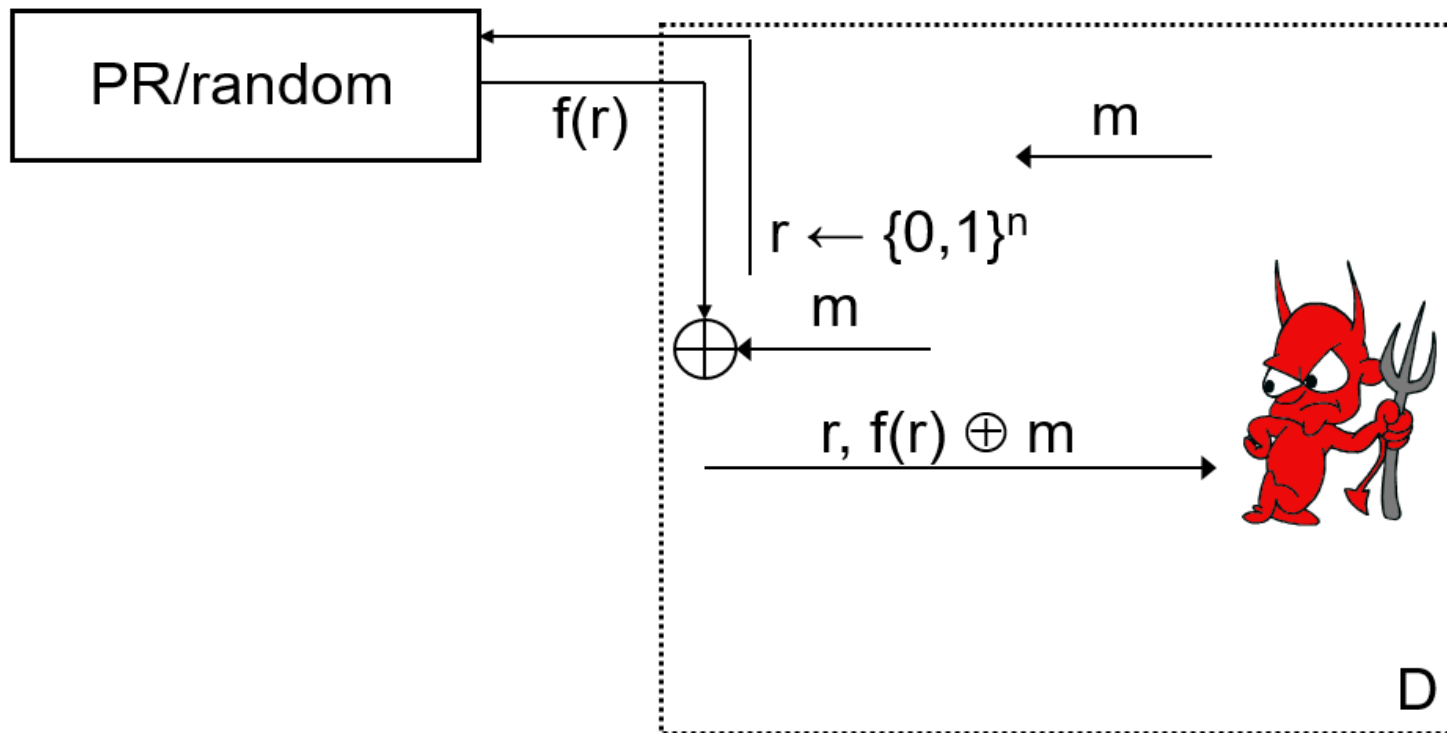 PR/random
f(r)
m
r ← {0,1}ⁿ
m
r, f(r) ⊕ m
D